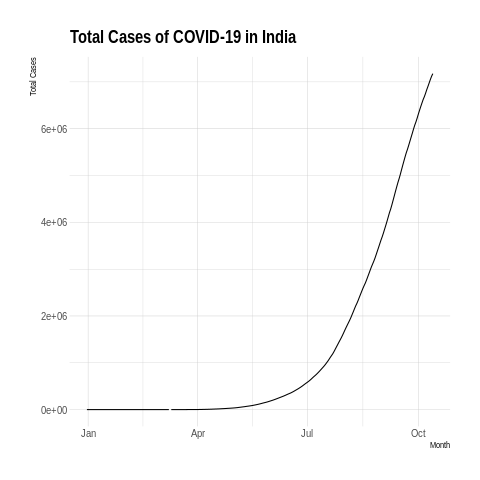 Total Cases of COVID-19 in India
Total Cases
6e+06
4e+06
2e+06
0e+00
Jan Apr Jul Oct
Month